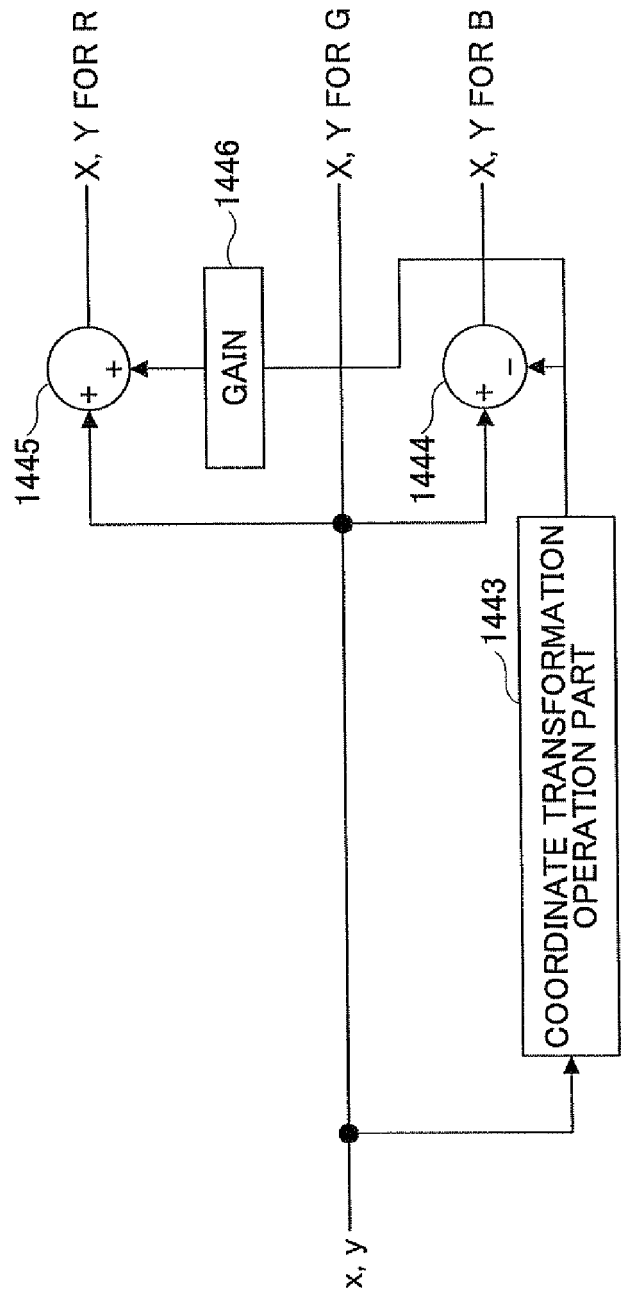 1445
X, Y FOR R
1446
GAIN
X, Y FOR G
1444
X, Y FOR B
1443
COORDINATE TRANSFORMATION
OPERATION PART
x, y
+
+
+
−